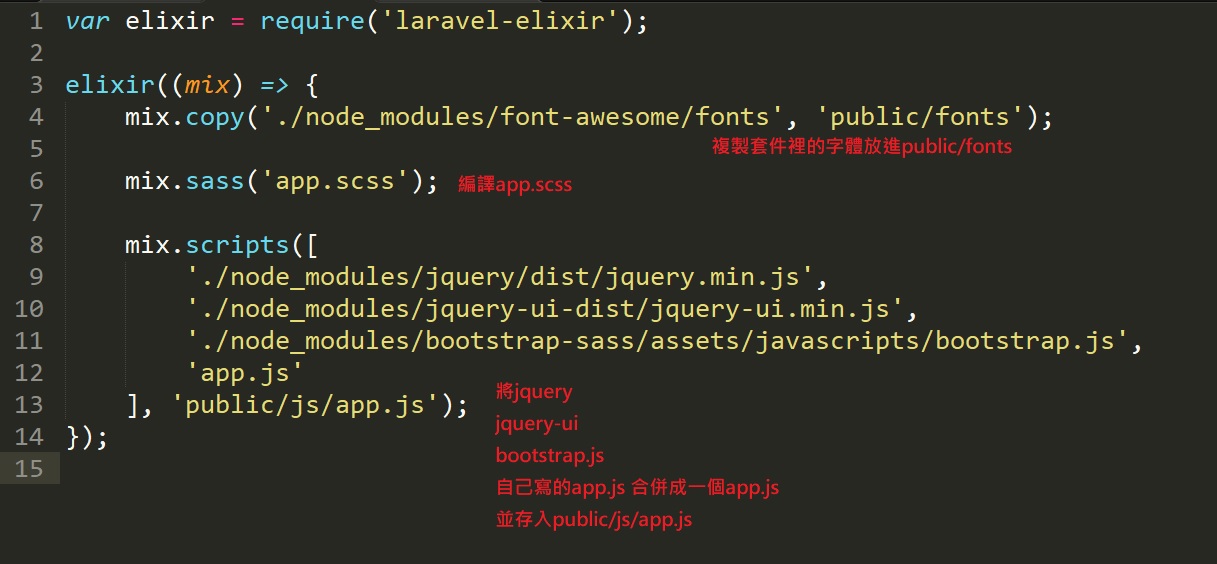 1 var elixir = require('laravel-elixir');
2
3 elixir((mix) => {
4 mix.copy('./node_modules/font-awesome/fonts', 'public/fonts');
5 複製套件裡的字體放進public/fonts
6 mix.sass('app.scss'); 編譯app.scss
7
8 mix.scripts([
9 './node_modules/jquery/dist/jquery.min.js',
10 './node_modules/jquery-ui-dist/jquery-ui.min.js',
11 './node_modules/bootstrap-sass/assets/javascripts/bootstrap.js',
12 'app.js'
13 ], 'public/js/app.js');
將jquery
14 });
jquery-ui
15
bootstrap.js
自己寫的app.js 合併成一個app.js
並存入public/js/app.js